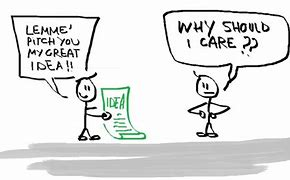 LEMME'
PITCH YOU
MY GREAT
IDEA!!
WHY SHOULD
I CARE??
IDEA